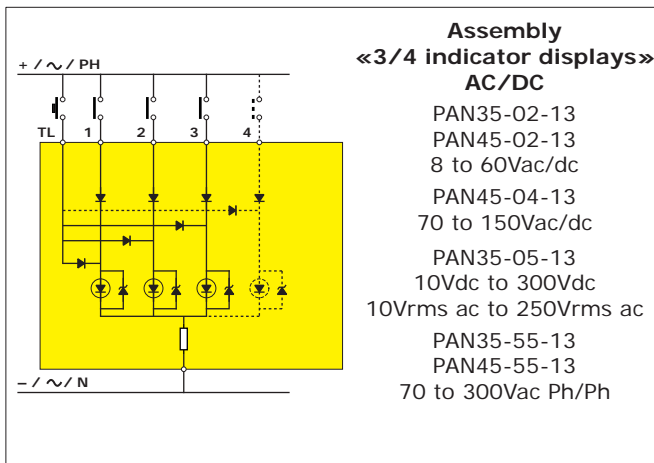 + / ∿ / PH
TL 1 2 3 4
– / ∿ / N
Assembly
«3/4 indicator displays»
AC/DC
PAN35-02-13
PAN45-02-13
8 to 60Vac/dc
PAN45-04-13
70 to 150Vac/dc
PAN35-05-13
10Vdc to 300Vdc
10Vrms ac to 250Vrms ac
PAN35-55-13
PAN45-55-13
70 to 300Vac Ph/Ph